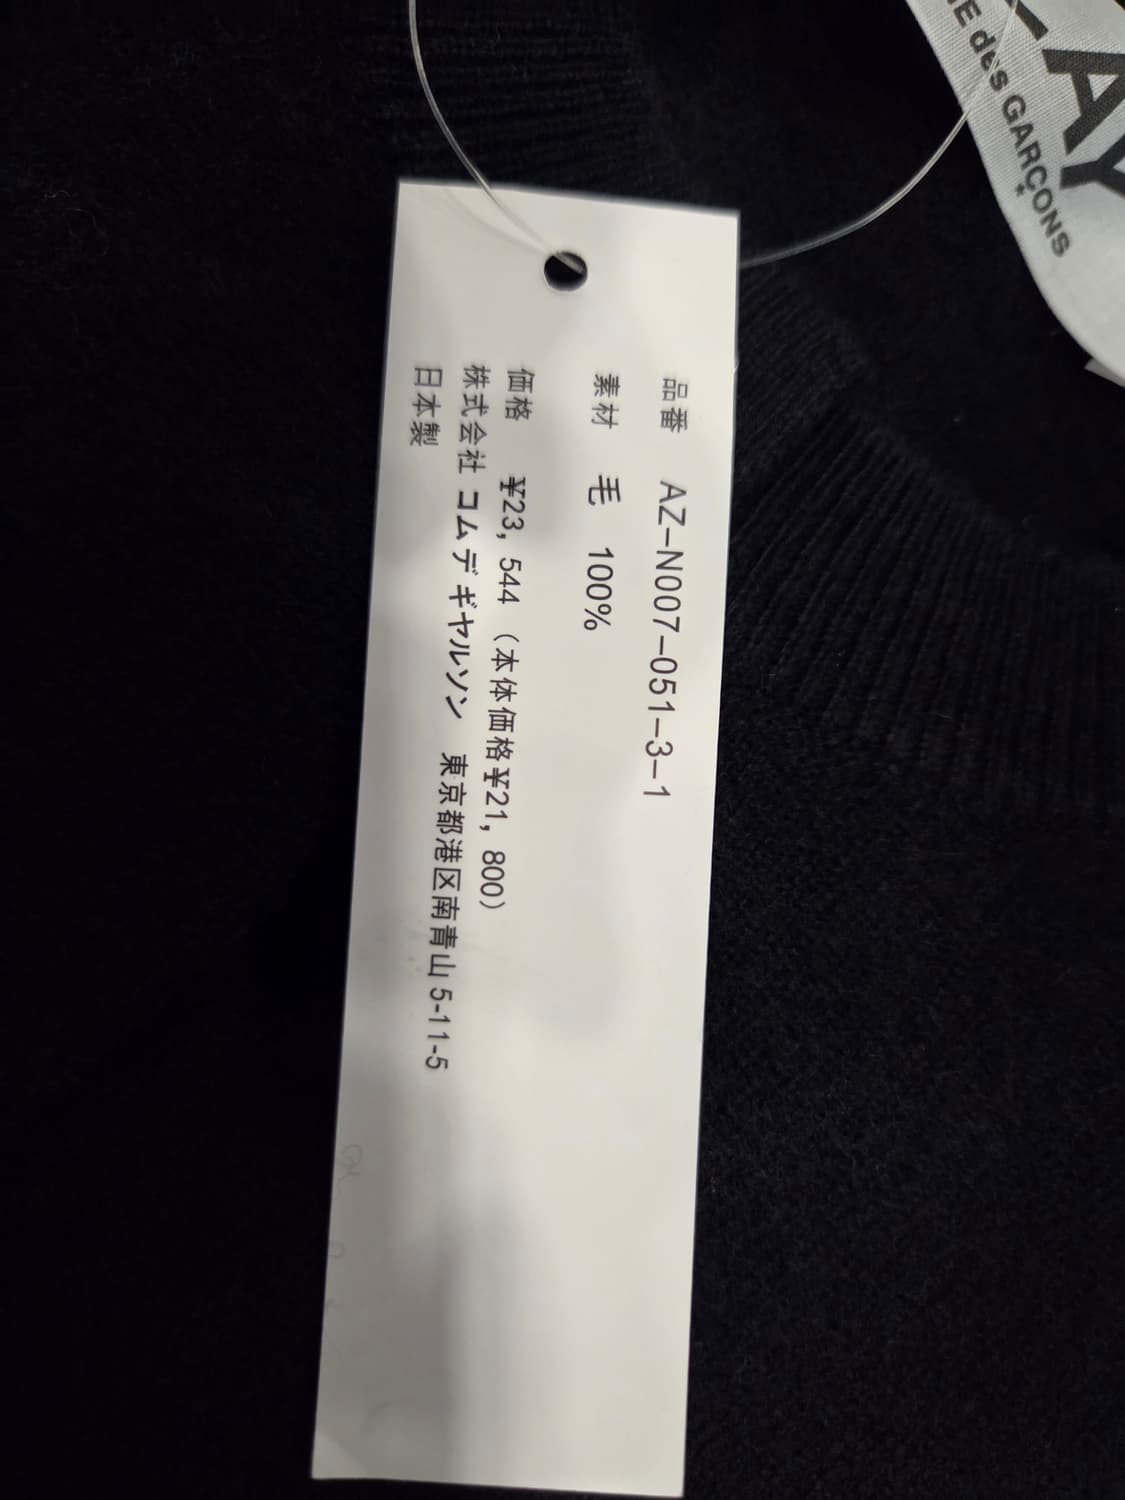 品番 AZ-N007-051-3-1
素材 毛 100%
価格 ¥23,544 (本体価格¥21,800)
株式会社 コム デ ギャルソン 東京都港区南青山 5-11-5
日本製
des GARÇONS